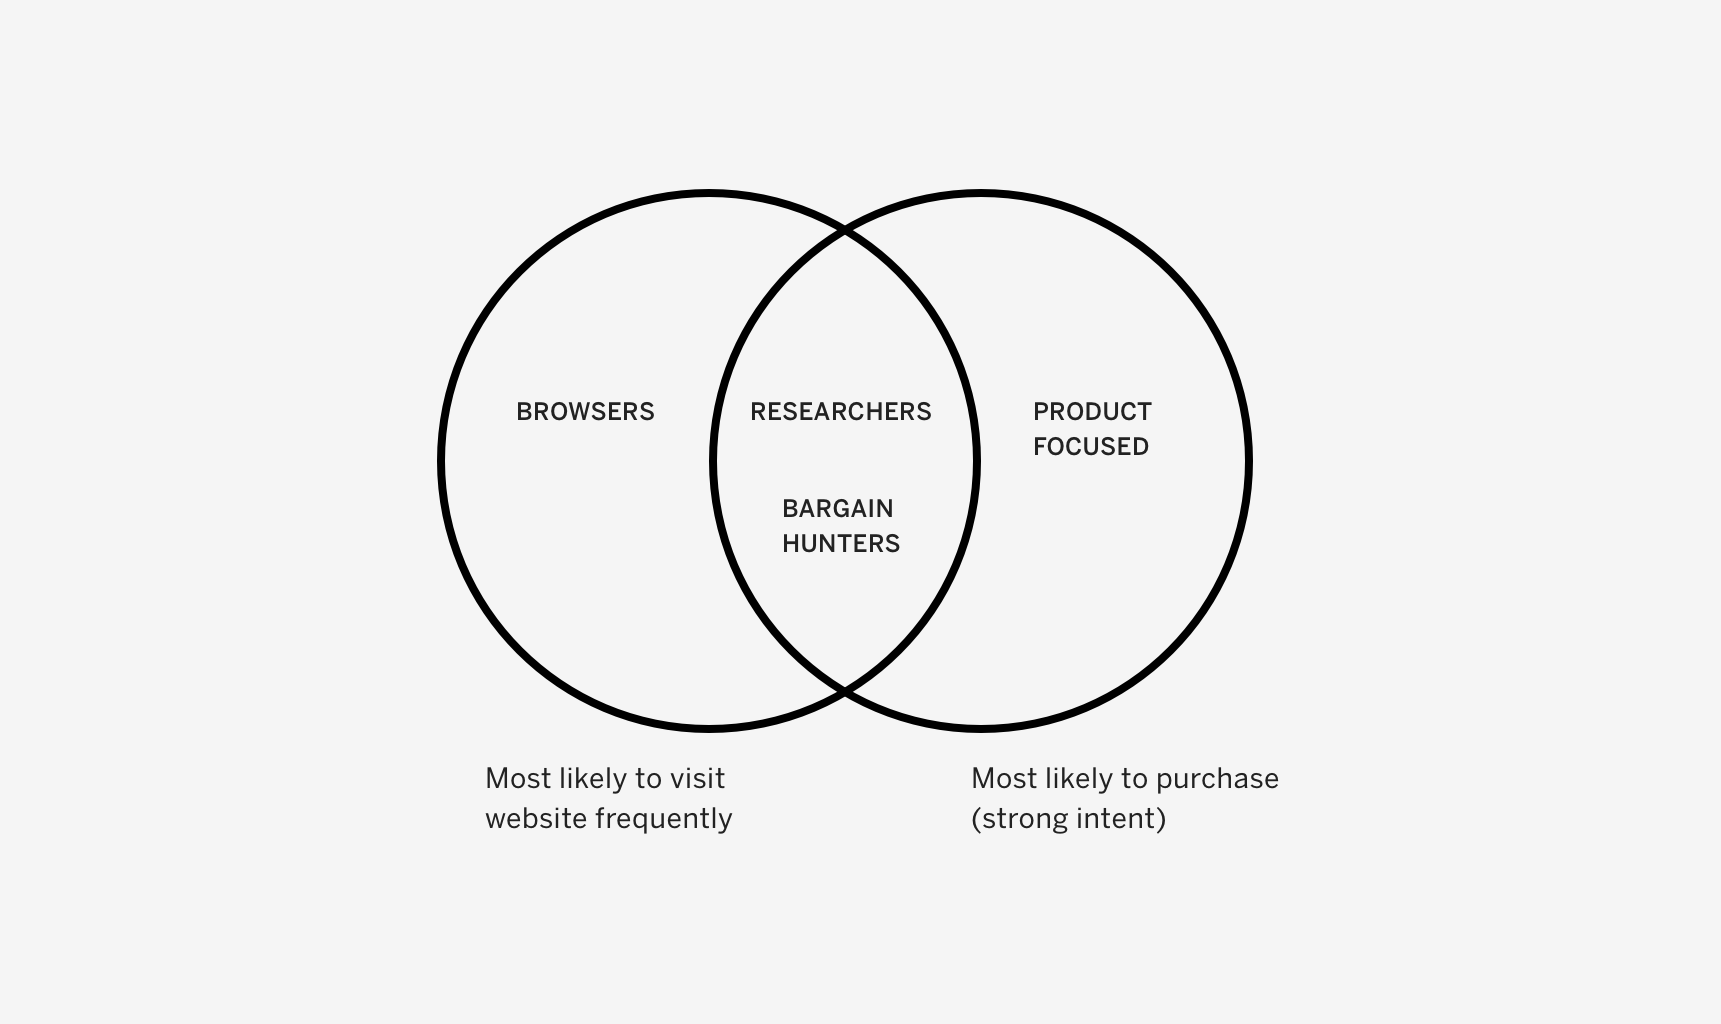 BROWSERS
RESEARCHERS
BARGAIN
HUNTERS
PRODUCT
FOCUSED
Most likely to visit
website frequently
Most likely to purchase
(strong intent)